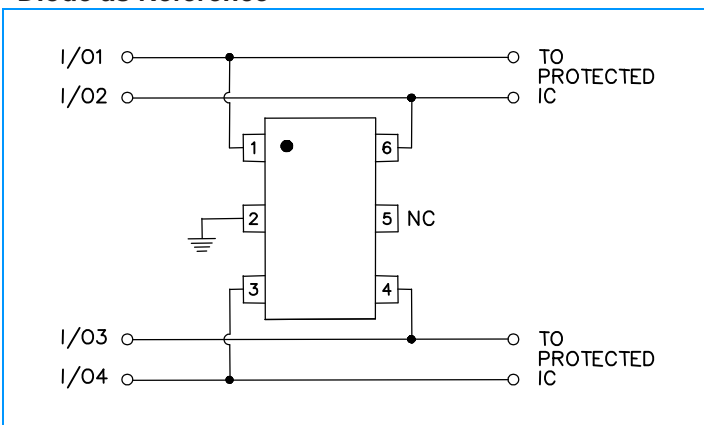 Diode as Reference
I/O1
TO
PROTECTED
I/O2
IC
1
6
2
5 NC
3
4
I/O3
TO
PROTECTED
I/O4
IC